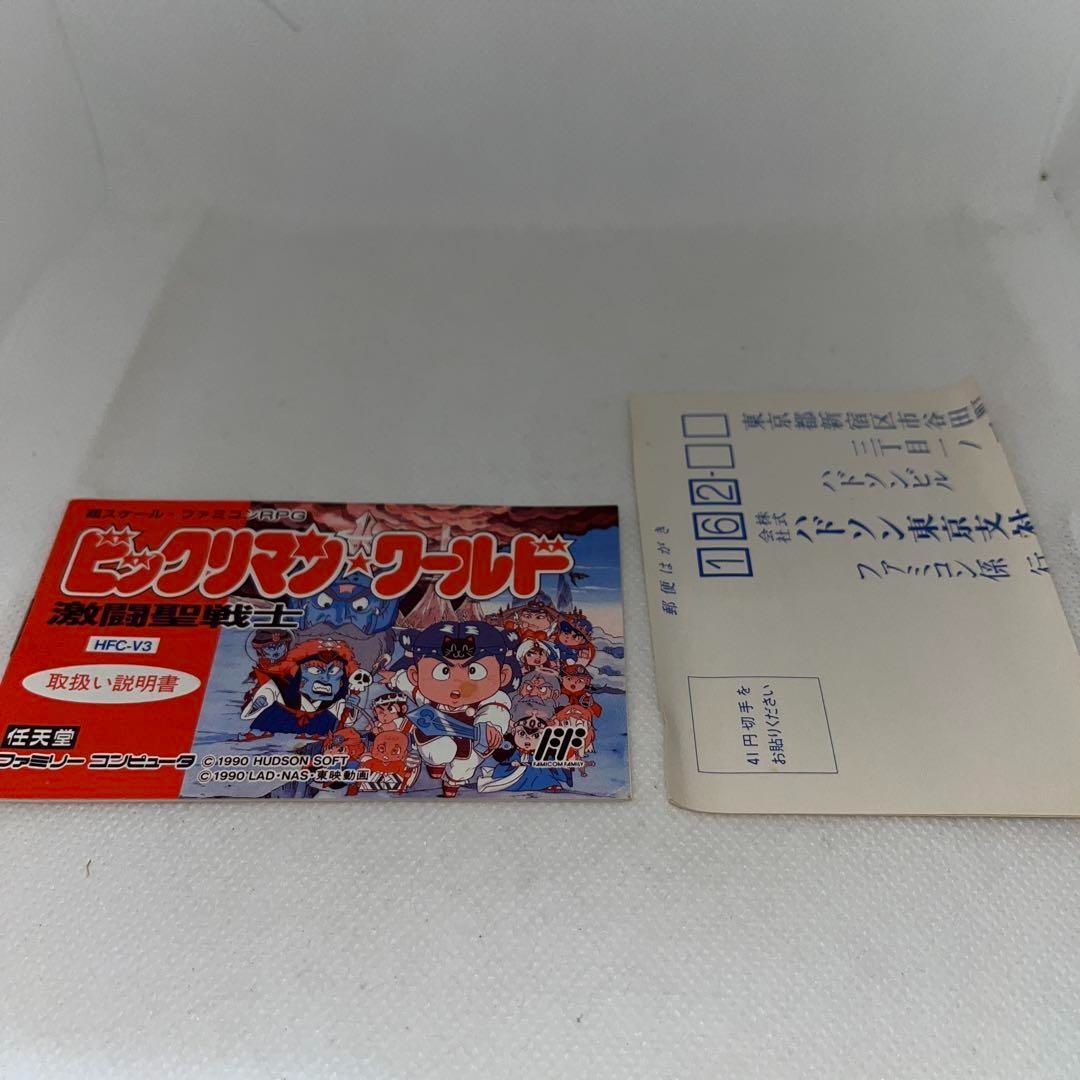 超スケール・ファミコンRPG
ビックリマン★ワールド
激闘聖戦士
HFC-V3
取扱い説明書
任天堂
ファミリー コンピュータ
©1990 HUDSON SOFT
©1990 LAD・NAS・東映動画
FAMICOM FAMILY
郵便はがき
162-
東京都新宿区市谷田町
三丁目一ノ
ハドソンビル
株式会社ハドソン東京支社
ファミコン係 行
41円切手を
お貼りください